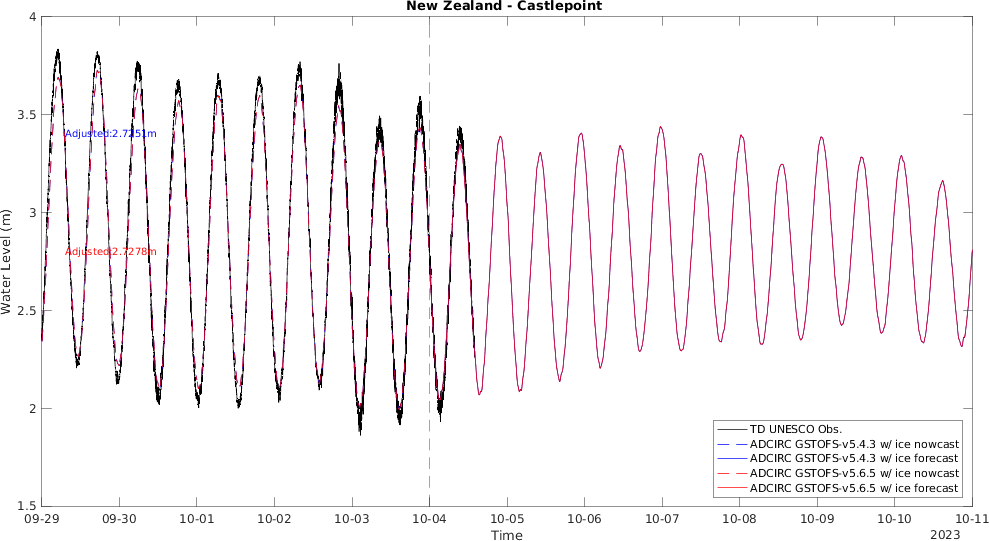 New Zealand - Castlepoint
4
3.5
3
2.5
2
1.5
Water Level (m)
Adjusted:2.7251m
Adjusted:2.7278m
TD UNESCO Obs.
ADCIRC GSTOFS-v5.4.3 w/ ice nowcast
ADCIRC GSTOFS-v5.4.3 w/ ice forecast
ADCIRC GSTOFS-v5.6.5 w/ ice nowcast
ADCIRC GSTOFS-v5.6.5 w/ ice forecast
09-29 09-30 10-01 10-02 10-03 10-04 10-05 10-06 10-07 10-08 10-09 10-10 10-11
Time
2023